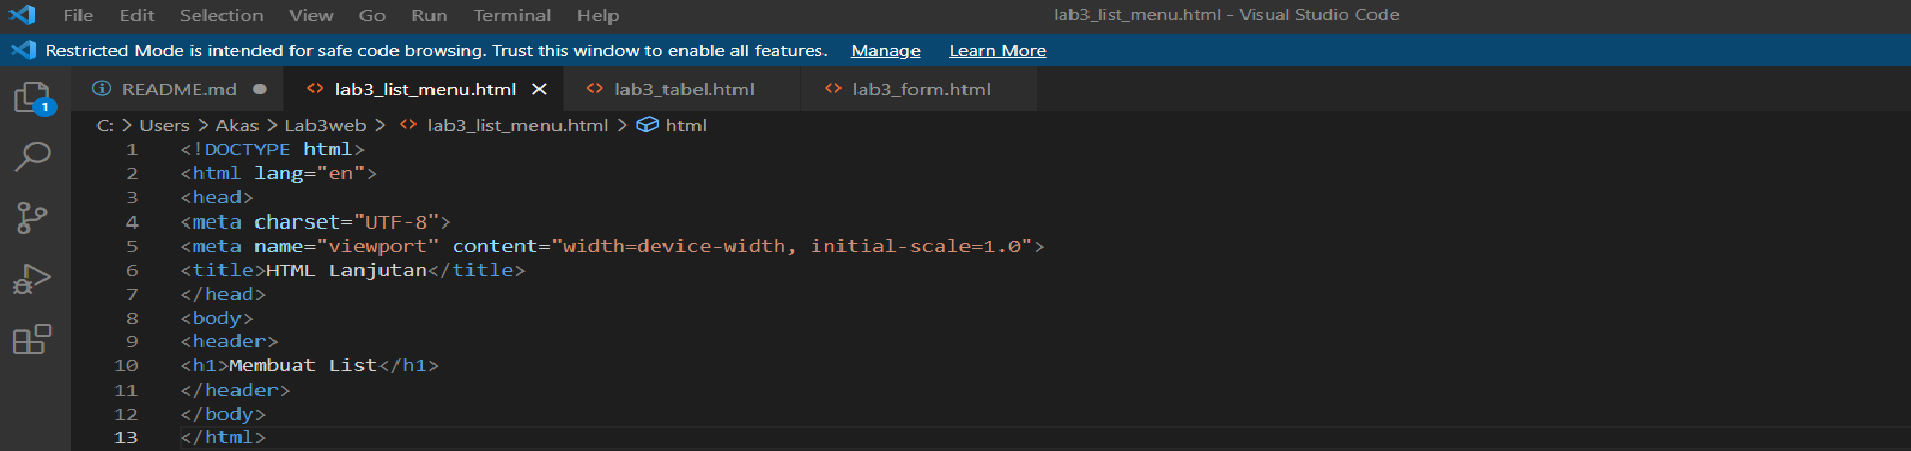 File Edit Selection View Go Run Terminal Help lab3_list_menu.html - Visual Studio Code
Restricted Mode is intended for safe code browsing. Trust this window to enable all features. Manage Learn More
README.md lab3_list_menu.html lab3_tabel.html lab3_form.html
1
C: > Users > Akas > Lab3web > <> lab3_list_menu.html > html
1 <!DOCTYPE html>
2 <html lang="en">
3 <head>
4 <meta charset="UTF-8">
5 <meta name="viewport" content="width=device-width, initial-scale=1.0">
6 <title>HTML Lanjutan</title>
7 </head>
8 <body>
9 <header>
10 <h1>Membuat List</h1>
11 </header>
12 </body>
13 </html>